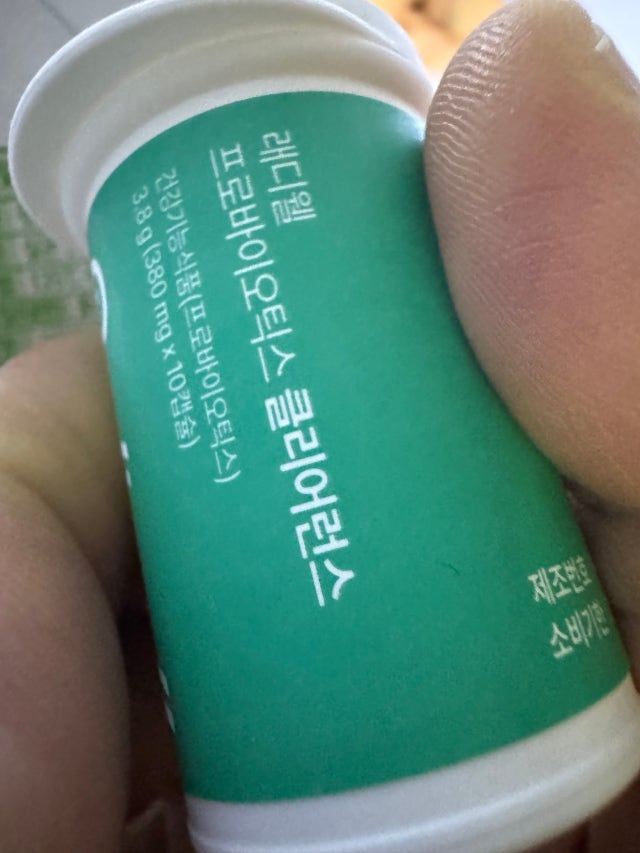 래디웰
프로바이오틱스 클리어런스
건강기능식품(프로바이오틱스)
3.8 g (380 mg x 10캡슐)
제조번호
소비기한